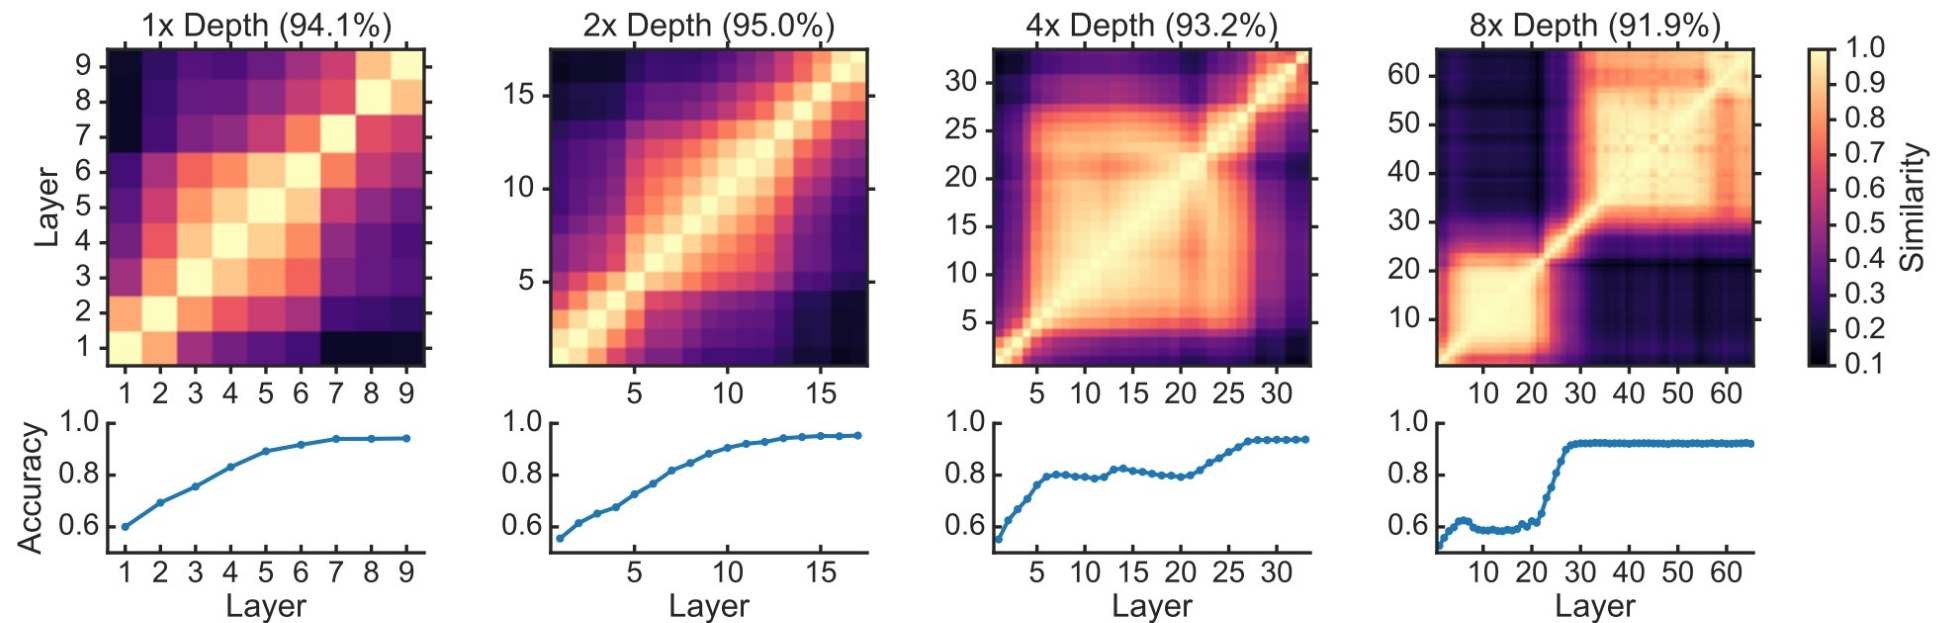 1x Depth (94.1%)
2x Depth (95.0%)
4x Depth (93.2%)
8x Depth (91.9%)
Layer
9
8
7
6
5
4
3
2
1
1 2 3 4 5 6 7 8 9
15
10
5
5 10 15
30
25
20
15
10
5
5 10 15 20 25 30
60
50
40
30
20
10
10 20 30 40 50 60
1.0
0.9
0.8
0.7
0.6
0.5
0.4
0.3
0.2
0.1
Similarity
Accuracy
1.0
0.8
0.6
1 2 3 4 5 6 7 8 9
Layer
1.0
0.8
0.6
5 10 15
Layer
1.0
0.8
0.6
5 10 15 20 25 30
Layer
1.0
0.8
0.6
10 20 30 40 50 60
Layer